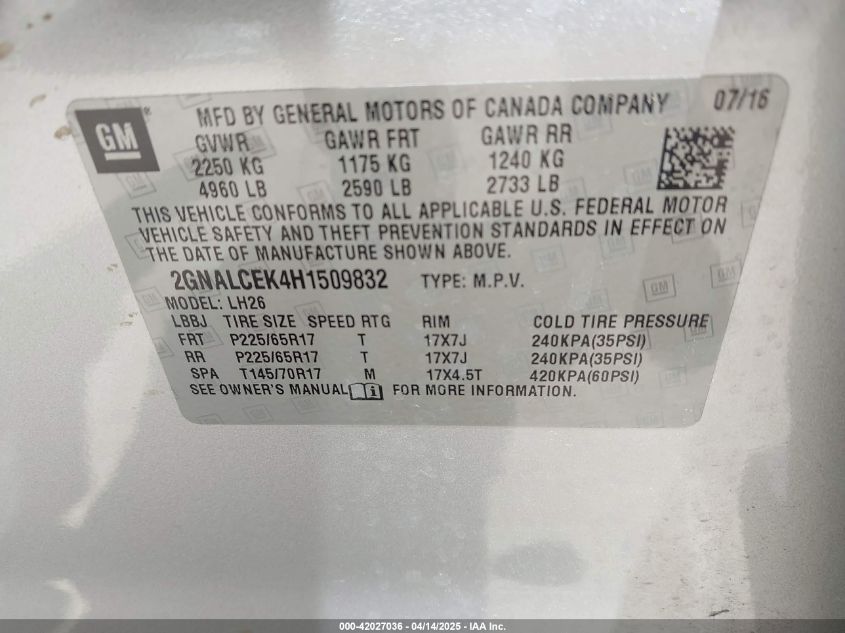 GM ® MFD BY GENERAL MOTORS OF CANADA COMPANY 07/16
GVWR GAWR FRT GAWR RR
2250 KG 1175 KG 1240 KG
4960 LB 2590 LB 2733 LB
THIS VEHICLE CONFORMS TO ALL APPLICABLE U.S. FEDERAL MOTOR
VEHICLE SAFETY AND THEFT PREVENTION STANDARDS IN EFFECT ON
THE DATE OF MANUFACTURE SHOWN ABOVE.
2GNALCEK4H1509832 TYPE: M.P.V.
MODEL: LH26
LBBJ TIRE SIZE SPEED RTG RIM COLD TIRE PRESSURE
FRT P225/65R17 T 17X7J 240KPA(35PSI)
RR P225/65R17 T 17X7J 240KPA(35PSI)
SPA T145/70R17 M 17X4.5T 420KPA(60PSI)
SEE OWNER'S MANUAL i FOR MORE INFORMATION.
000-42027036 - 04/14/2025 - IAA Inc.